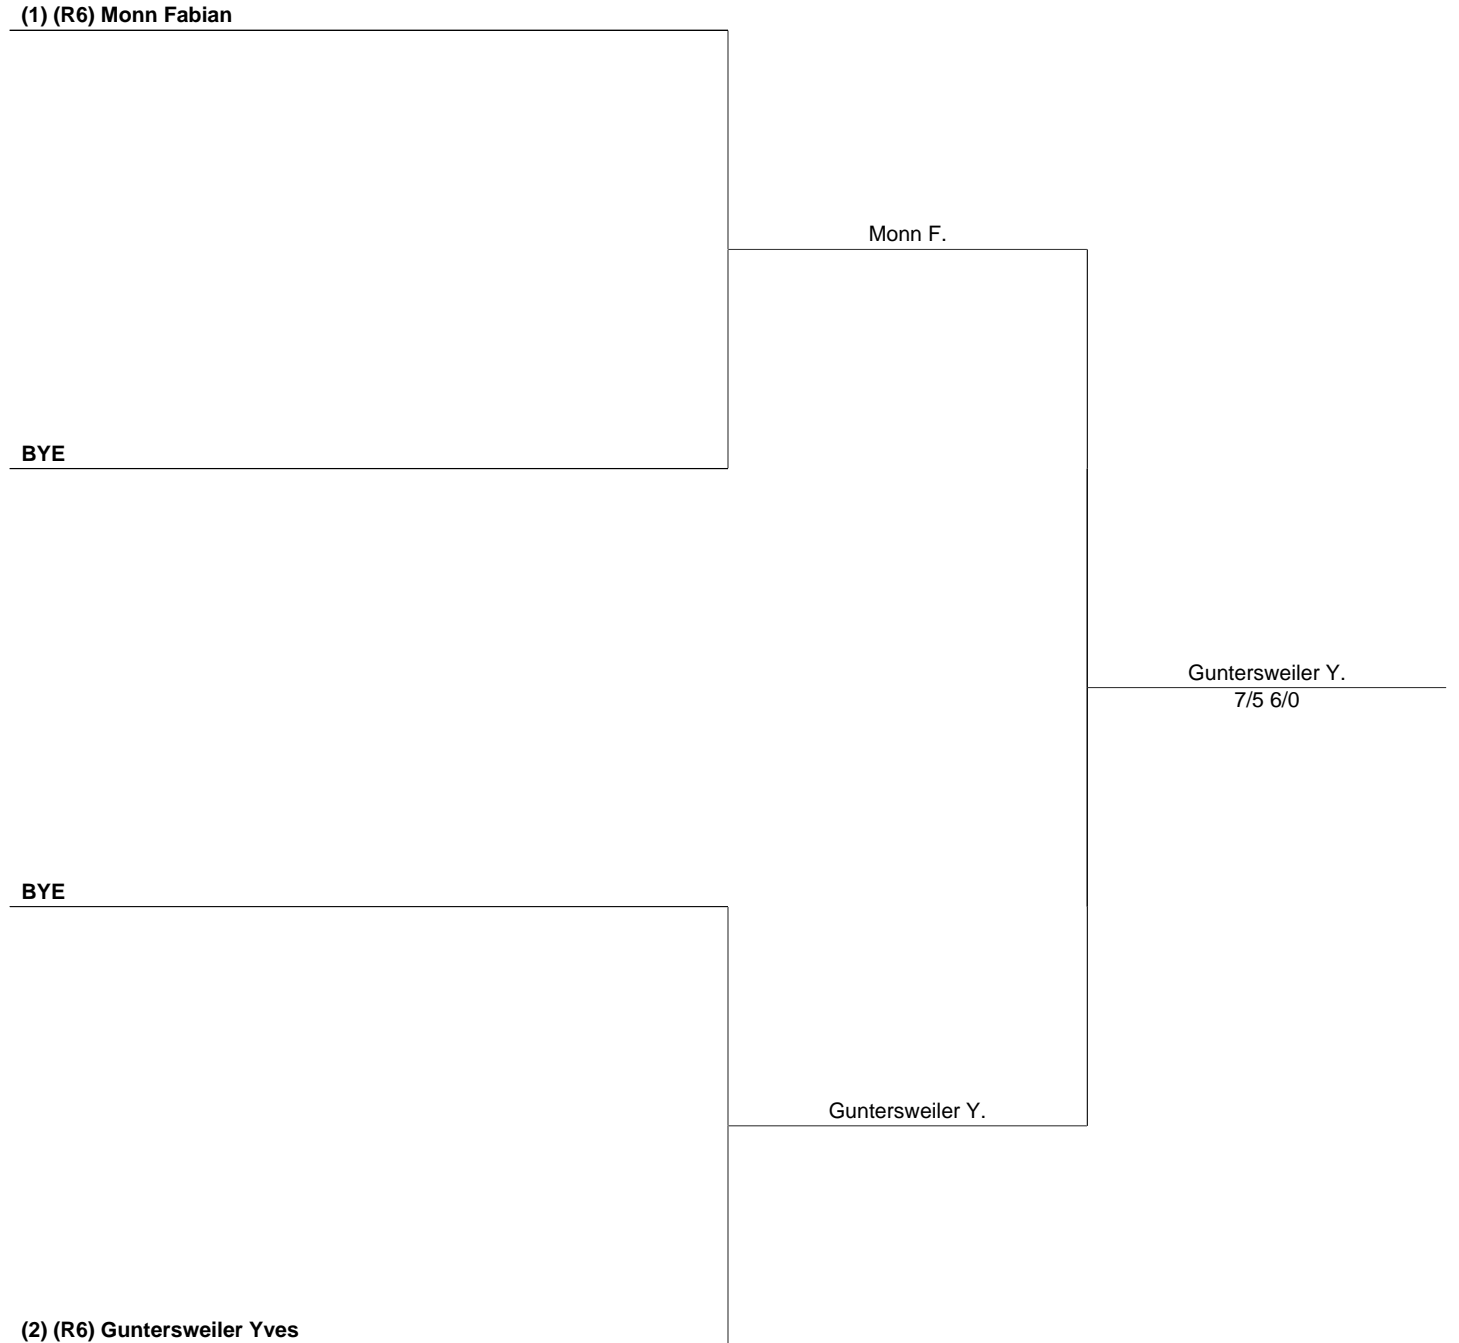 (1) (R6) Monn Fabian
Monn F.
BYE
Guntersweiler Y.
7/5 6/0
BYE
Guntersweiler Y.
(2) (R6) Guntersweiler Yves